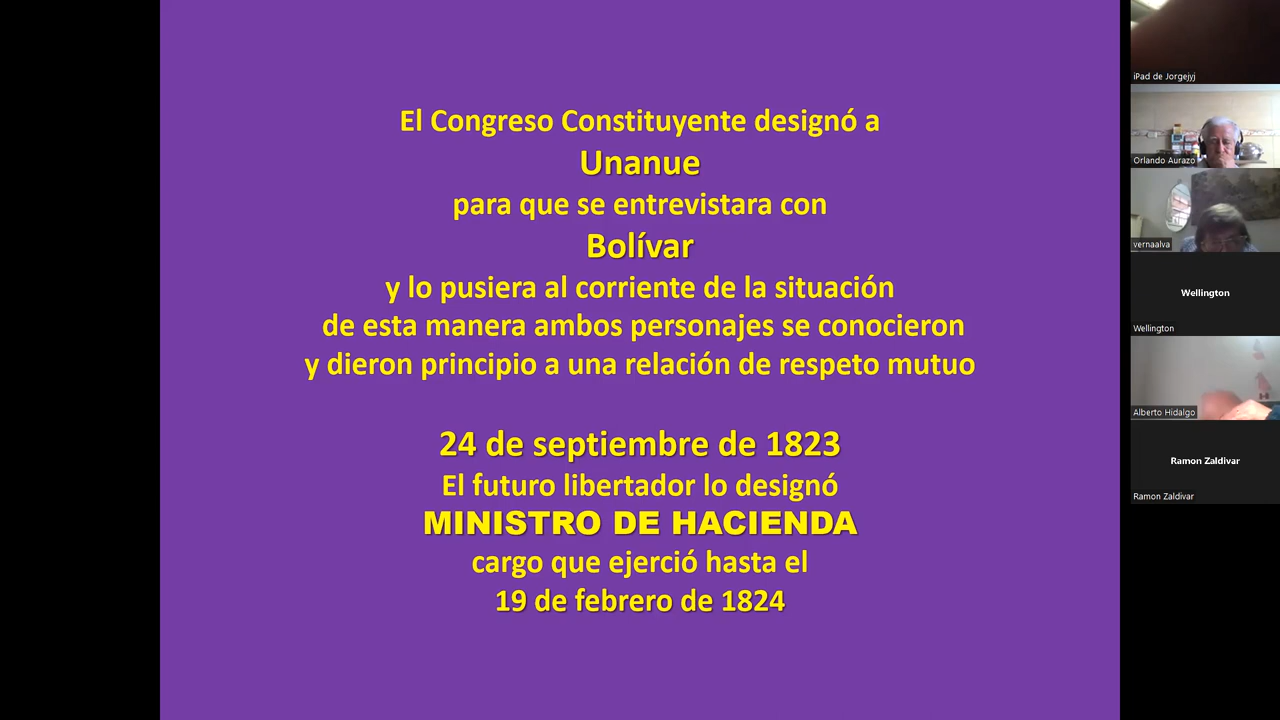 El Congreso Constituyente designó a
Unanue
para que se entrevistara con
Bolívar
y lo pusiera al corriente de la situación
de esta manera ambos personajes se conocieron
y dieron principio a una relación de respeto mutuo
24 de septiembre de 1823
El futuro libertador lo designó
MINISTRO DE HACIENDA
cargo que ejerció hasta el
19 de febrero de 1824
iPad de Jorgejyj
Orlando Aurazo
vernaalva
Wellington
Wellington
Alberto Hidalgo
Ramon Zaldivar
Ramon Zaldivar